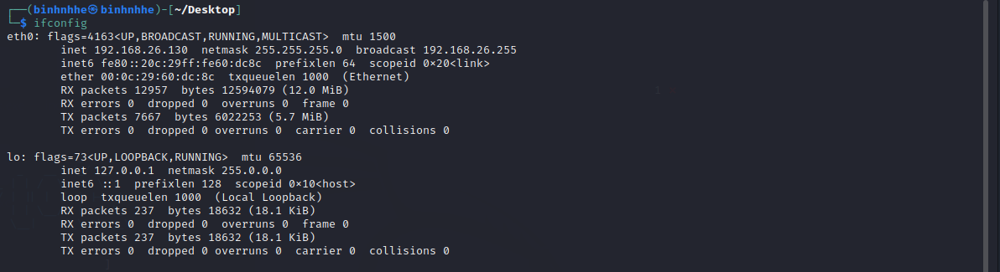 ┌──(binhnhhe㉿binhnhhe)-[~/Desktop]
└─$ ifconfig
eth0: flags=4163<UP,BROADCAST,RUNNING,MULTICAST>  mtu 1500
        inet 192.168.26.130  netmask 255.255.255.0  broadcast 192.168.26.255
        inet6 fe80::20c:29ff:fe60:dc8c  prefixlen 64  scopeid 0×20<link>
        ether 00:0c:29:60:dc:8c  txqueuelen 1000  (Ethernet)
        RX packets 12957  bytes 12594079 (12.0 MiB)
        RX errors 0  dropped 0  overruns 0  frame 0
        TX packets 7667  bytes 6022253 (5.7 MiB)
        TX errors 0  dropped 0 overruns 0  carrier 0  collisions 0

lo: flags=73<UP,LOOPBACK,RUNNING>  mtu 65536
        inet 127.0.0.1  netmask 255.0.0.0
        inet6 ::1  prefixlen 128  scopeid 0×10<host>
        loop  txqueuelen 1000  (Local Loopback)
        RX packets 237  bytes 18632 (18.1 KiB)
        RX errors 0  dropped 0  overruns 0  frame 0
        TX packets 237  bytes 18632 (18.1 KiB)
        TX errors 0  dropped 0 overruns 0  carrier 0  collisions 0